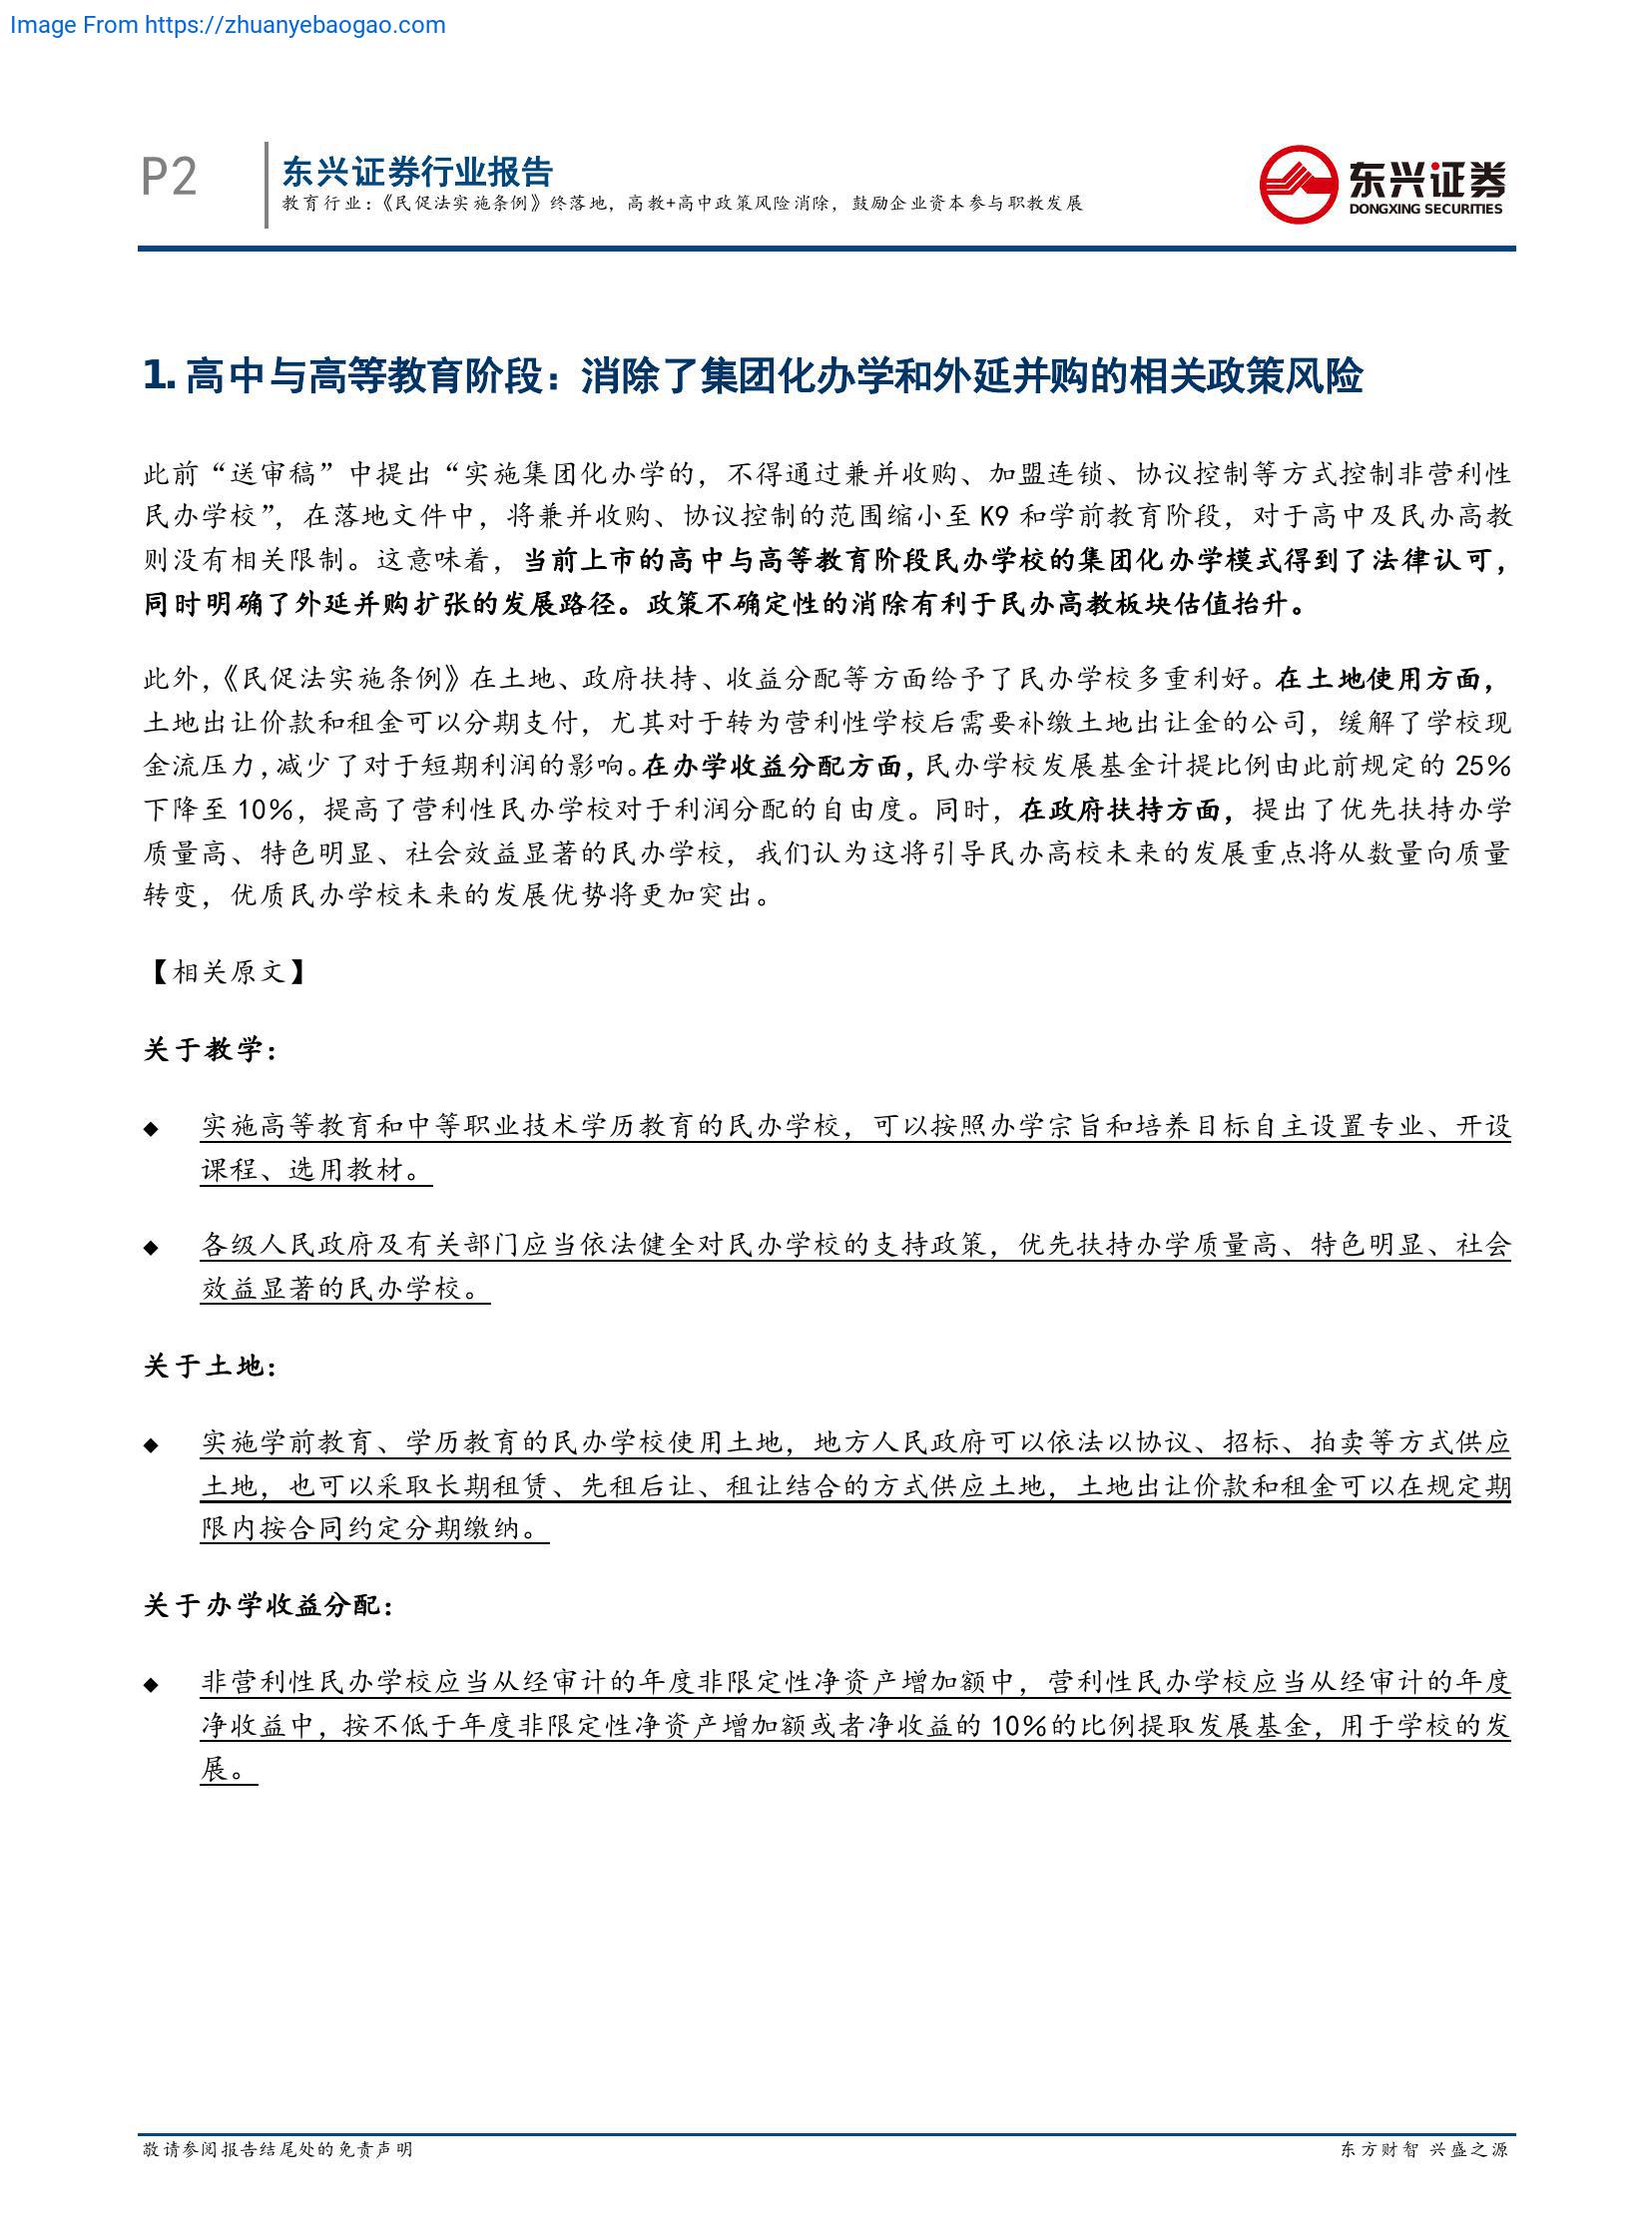 Image From https://zhuanyebaogao.com
P2
东兴证券行业报告
教育行业：《民促法实施条例》终落地，高教+高中政策风险消除，鼓励企业资本参与职教发展
东兴证券
DONGXING SECURITIES
1. 高中与高等教育阶段：消除了集团化办学和外延并购的相关政策风险
此前“送审稿”中提出“实施集团化办学的，不得通过兼并收购、加盟连锁、协议控制等方式控制非营利性
民办学校”，在落地文件中，将兼并收购、协议控制的范围缩小至 K9 和学前教育阶段，对于高中及民办高教
则没有相关限制。这意味着，当前上市的高中与高等教育阶段民办学校的集团化办学模式得到了法律认可，
同时明确了外延并购扩张的发展路径。政策不确定性的消除有利于民办高教板块估值抬升。
此外，《民促法实施条例》在土地、政府扶持、收益分配等方面给予了民办学校多重利好。在土地使用方面，
土地出让价款和租金可以分期支付，尤其对于转为营利性学校后需要补缴土地出让金的公司，缓解了学校现
金流压力，减少了对于短期利润的影响。在办学收益分配方面，民办学校发展基金计提比例由此前规定的 25%
下降至 10%，提高了营利性民办学校对于利润分配的自由度。同时，在政府扶持方面，提出了优先扶持办学
质量高、特色明显、社会效益显著的民办学校，我们认为这将引导民办高校未来的发展重点将从数量向质量
转变，优质民办学校未来的发展优势将更加突出。
【相关原文】
关于教学：
◆ 实施高等教育和中等职业技术学历教育的民办学校，可以按照办学宗旨和培养目标自主设置专业、开设
课程、选用教材。
◆ 各级人民政府及有关部门应当依法健全对民办学校的支持政策，优先扶持办学质量高、特色明显、社会
效益显著的民办学校。
关于土地：
◆ 实施学前教育、学历教育的民办学校使用土地，地方人民政府可以依法以协议、招标、拍卖等方式供应
土地，也可以采取长期租赁、先租后让、租让结合的方式供应土地，土地出让价款和租金可以在规定期
限内按合同约定分期缴纳。
关于办学收益分配：
◆ 非营利性民办学校应当从经审计的年度非限定性净资产增加额中，营利性民办学校应当从经审计的年度
净收益中，按不低于年度非限定性净资产增加额或者净收益的 10%的比例提取发展基金，用于学校的发
展。
敬请参阅报告结尾处的免责声明
东方财智 兴盛之源